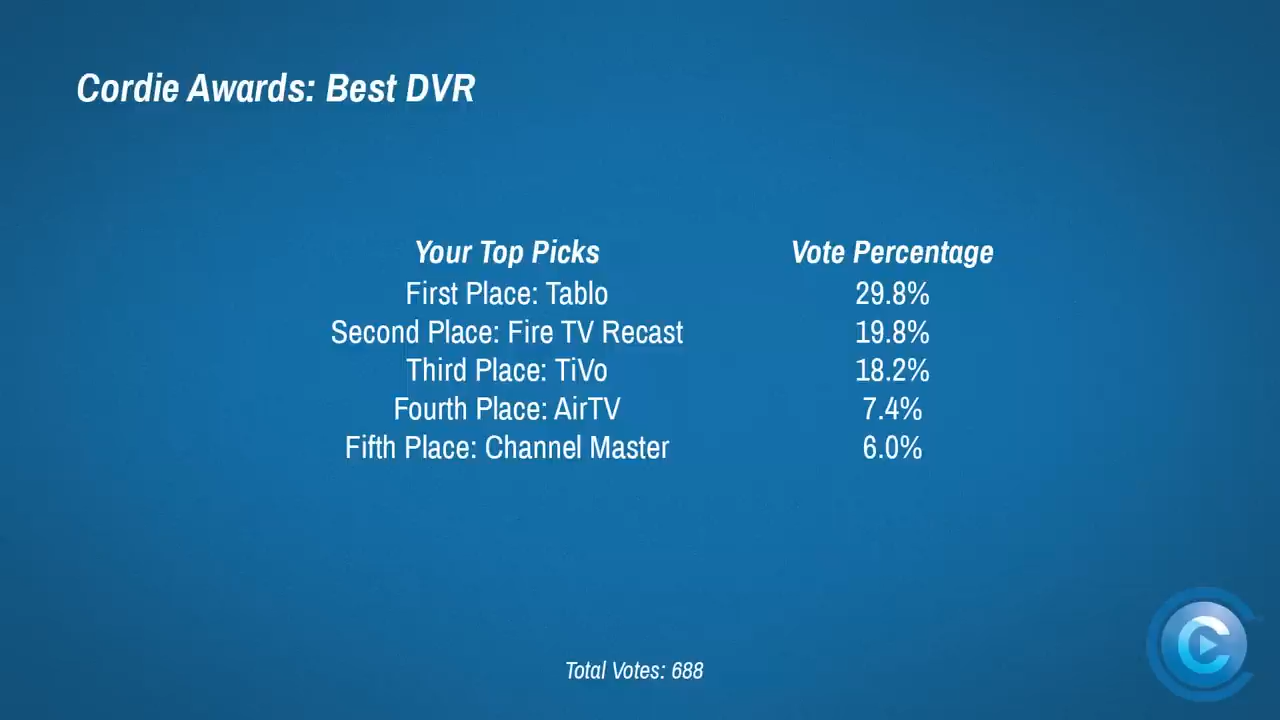 Cordie Awards: Best DVR
Your Top Picks Vote Percentage
First Place: Tablo 29.8%
Second Place: Fire TV Recast 19.8%
Third Place: TiVo 18.2%
Fourth Place: AirTV 7.4%
Fifth Place: Channel Master 6.0%
Total Votes: 688